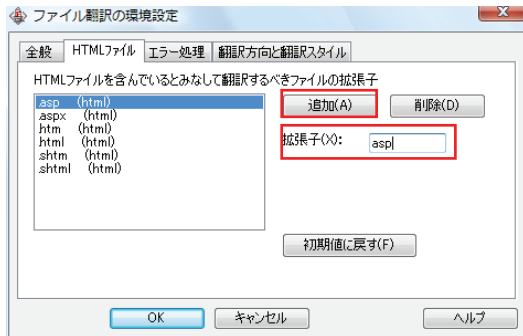 ファイル翻訳の環境設定
全般 HTMLファイル エラー処理 翻訳方向と翻訳スタイル
HTMLファイルを含んでいるとみなして翻訳するべきファイルの拡張子
.asp (html)
.aspx (html)
.htm (html)
.html (html)
.shtm (html)
.shtml (html)
追加(A) 削除(D)
拡張子(X): asp
初期値に戻す(F)
OK キャンセル ヘルプ